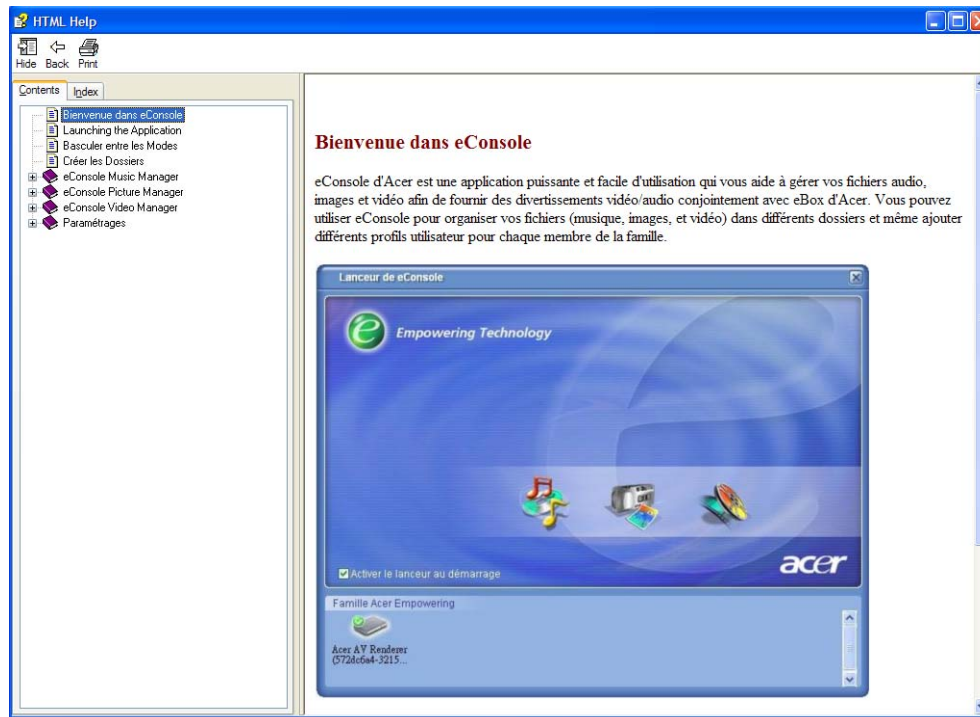 HTML Help
Hide Back Print
Contents Index
Bienvenue dans eConsole
Launching the Application
Basculer entre les Modes
Créer les Dossiers
eConsole Music Manager
eConsole Picture Manager
eConsole Video Manager
Paramétrages
Bienvenue dans eConsole
eConsole d'Acer est une application puissante et facile d'utilisation qui vous aide à gérer vos fichiers audio,
images et vidéo afin de fournir des divertissements vidéo/audio conjointement avec eBox d'Acer. Vous pouvez
utiliser eConsole pour organiser vos fichiers (musique, images, et vidéo) dans différents dossiers et même ajouter
différents profils utilisateur pour chaque membre de la famille.
Lanceur de eConsole
e Empowering Technology
acer
Activer le lanceur au démarrage
Famille Acer Empowering
Acer AV Renderer
(572dc6a4-3215...